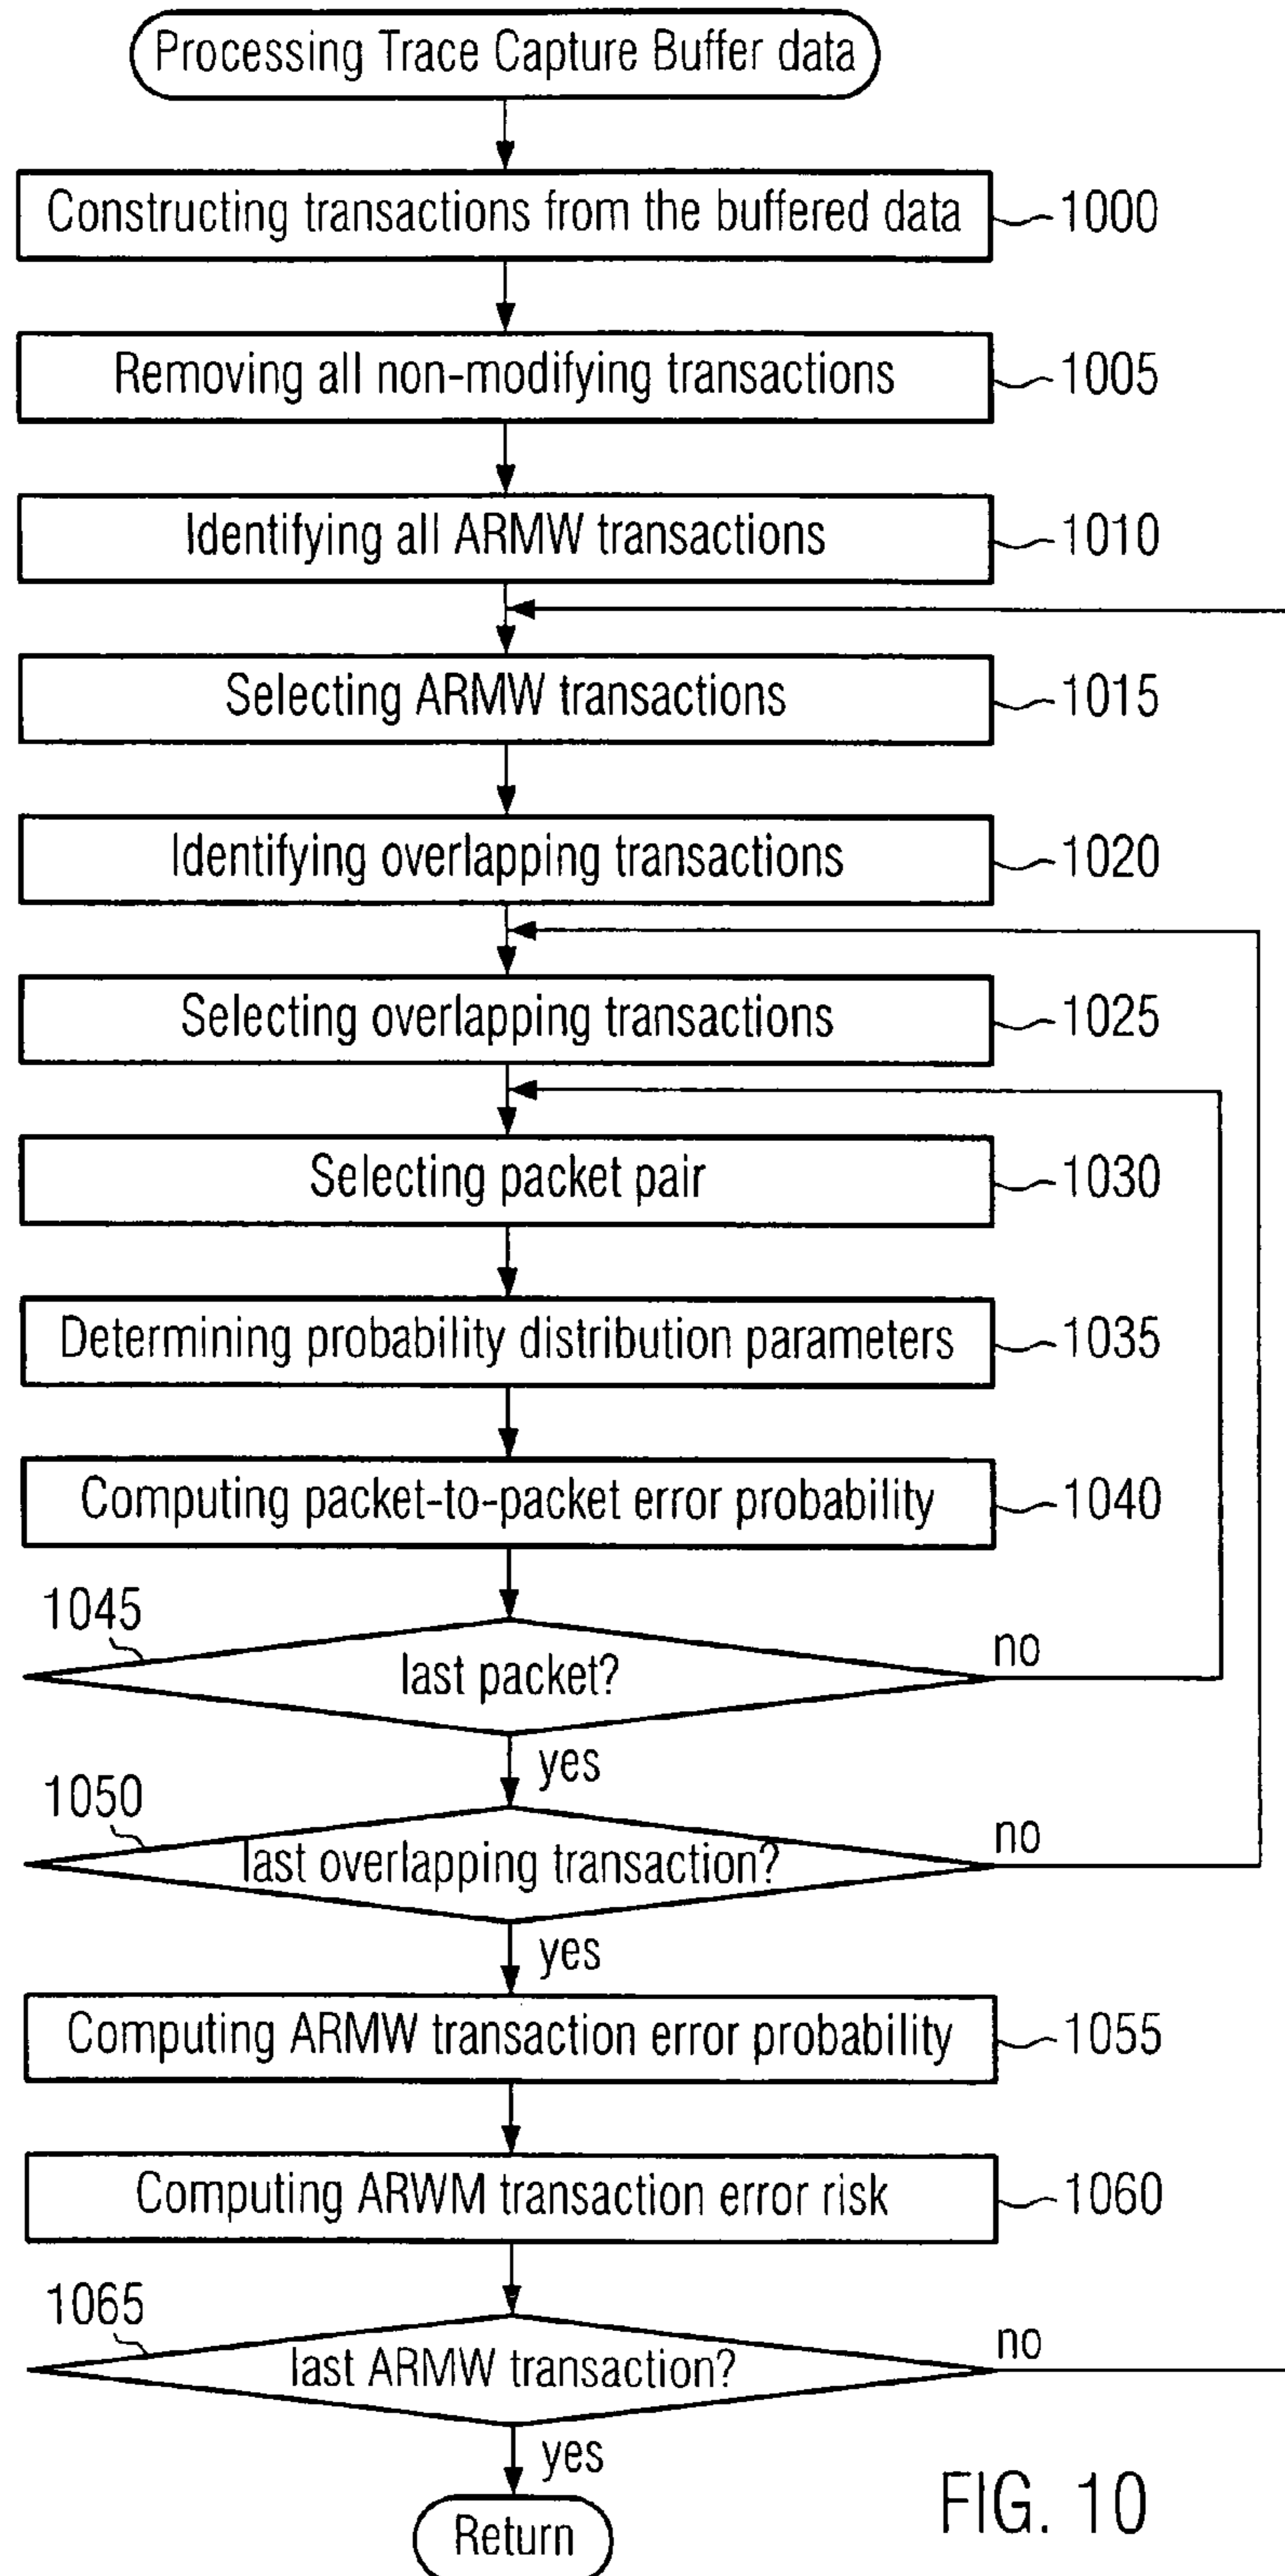 Processing Trace Capture Buffer data
Constructing transactions from the buffered data
1000
Removing all non-modifying transactions
1005
Identifying all ARMW transactions
1010
Selecting ARMW transactions
1015
Identifying overlapping transactions
1020
Selecting overlapping transactions
1025
Selecting packet pair
1030
Determining probability distribution parameters
1035
Computing packet-to-packet error probability
1040
1045
last packet?
no
yes
1050
last overlapping transaction?
no
yes
Computing ARMW transaction error probability
1055
Computing ARWM transaction error risk
1060
1065
last ARMW transaction?
no
yes
Return
FIG. 10